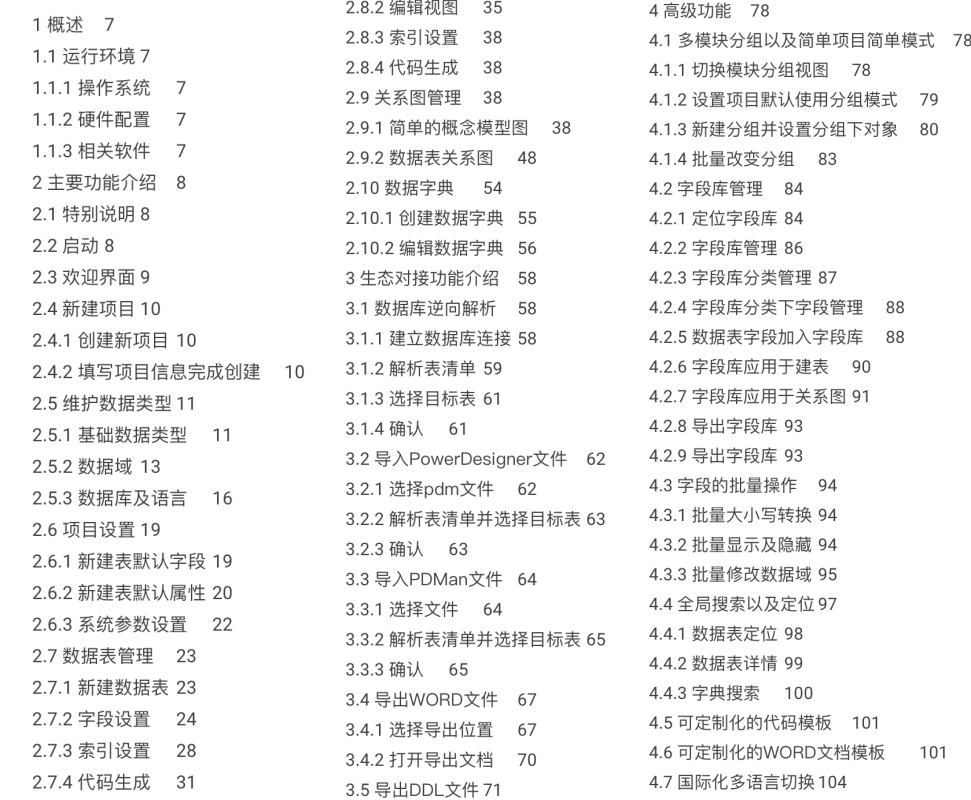 1 概述 7
1.1 运行环境 7
1.1.1 操作系统 7
1.1.2 硬件配置 7
1.1.3 相关软件 7
2 主要功能介绍 8
2.1 特别说明 8
2.2 启动 8
2.3 欢迎界面 9
2.4 新建项目 10
2.4.1 创建新项目 10
2.4.2 填写项目信息完成创建 10
2.5 维护数据类型 11
2.5.1 基础数据类型 11
2.5.2 数据域 13
2.5.3 数据库及语言 16
2.6 项目设置 19
2.6.1 新建表默认字段 19
2.6.2 新建表默认属性 20
2.6.3 系统参数设置 22
2.7 数据表管理 23
2.7.1 新建数据表 23
2.7.2 字段设置 24
2.7.3 索引设置 28
2.7.4 代码生成 31
2.8.2 编辑视图 35
2.8.3 索引设置 38
2.8.4 代码生成 38
2.9 关系图管理 38
2.9.1 简单的概念模型图 38
2.9.2 数据表关系图 48
2.10 数据字典 54
2.10.1 创建数据字典 55
2.10.2 编辑数据字典 56
3 生态对接功能介绍 58
3.1 数据库逆向解析 58
3.1.1 建立数据库连接 58
3.1.2 解析表清单 59
3.1.3 选择目标表 61
3.1.4 确认 61
3.2 导入PowerDesigner文件 62
3.2.1 选择pdm文件 62
3.2.2 解析表清单并选择目标表 63
3.2.3 确认 63
3.3 导入PDMan文件 64
3.3.1 选择文件 64
3.3.2 解析表清单并选择目标表 65
3.3.3 确认 65
3.4 导出WORD文件 67
3.4.1 选择导出位置 67
3.4.2 打开导出文档 70
3.5 导出DDL文件 71
4 高级功能 78
4.1 多模块分组以及简单项目简单模式 78
4.1.1 切换模块分组视图 78
4.1.2 设置项目默认使用分组模式 79
4.1.3 新建分组并设置分组下对象 80
4.1.4 批量改变分组 83
4.2 字段库管理 84
4.2.1 定位字段库 84
4.2.2 字段库管理 86
4.2.3 字段库分类管理 87
4.2.4 字段库分类下字段管理 88
4.2.5 数据表字段加入字段库 88
4.2.6 字段库应用于建表 90
4.2.7 字段库应用于关系图 91
4.2.8 导出字段库 93
4.2.9 导出字段库 93
4.3 字段的批量操作 94
4.3.1 批量大小写转换 94
4.3.2 批量显示及隐藏 94
4.3.3 批量修改数据域 95
4.4 全局搜索以及定位 97
4.4.1 数据表定位 98
4.4.2 数据表详情 99
4.4.3 字典搜索 100
4.5 可定制化的代码模板 101
4.6 可定制化的WORD文档模板 101
4.7 国际化多语言切换 104